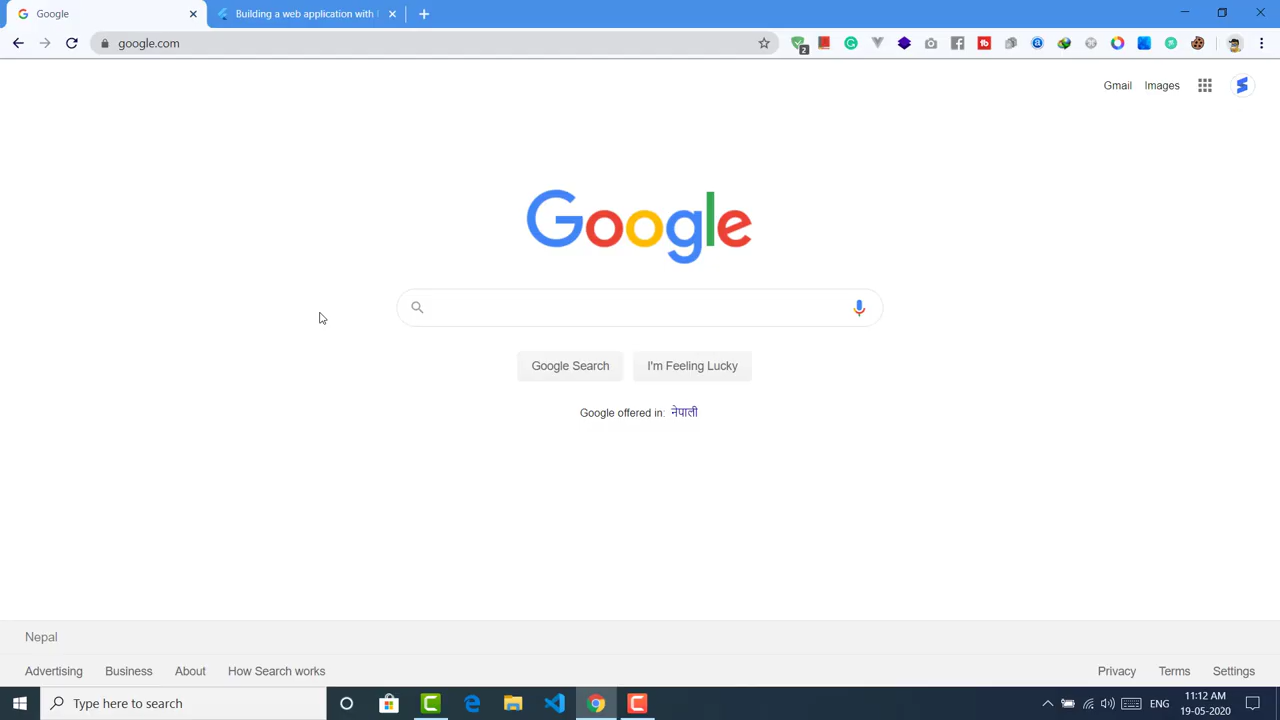 Google
Building a web application with
google.com
2
Gmail
Images
Google
Google Search
I'm Feeling Lucky
Google offered in: नेपाली
Nepal
Advertising
Business
About
How Search works
Privacy
Terms
Settings
Type here to search
ENG
11:12 AM
19-05-2020